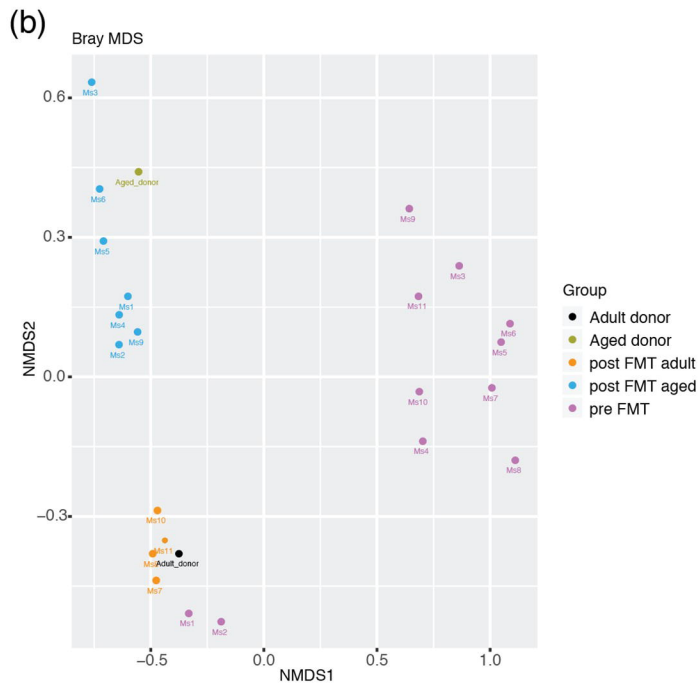 (b)
Bray MDS
0.6
Ms3
Aged_donor
Ms6
Ms9
0.3
Ms5
Ms3
Ms1
Ms11
Ms4
Ms6
Ms9
Ms2
Ms5
NMDS2
0.0
Ms7
Ms10
Ms4
Ms8
−0.3
Ms10
Ms11
Adult_donor
Ms7
Ms1
Ms2
−0.5
0.0
0.5
1.0
NMDS1
Group
Adult donor
Aged donor
post FMT adult
post FMT aged
pre FMT